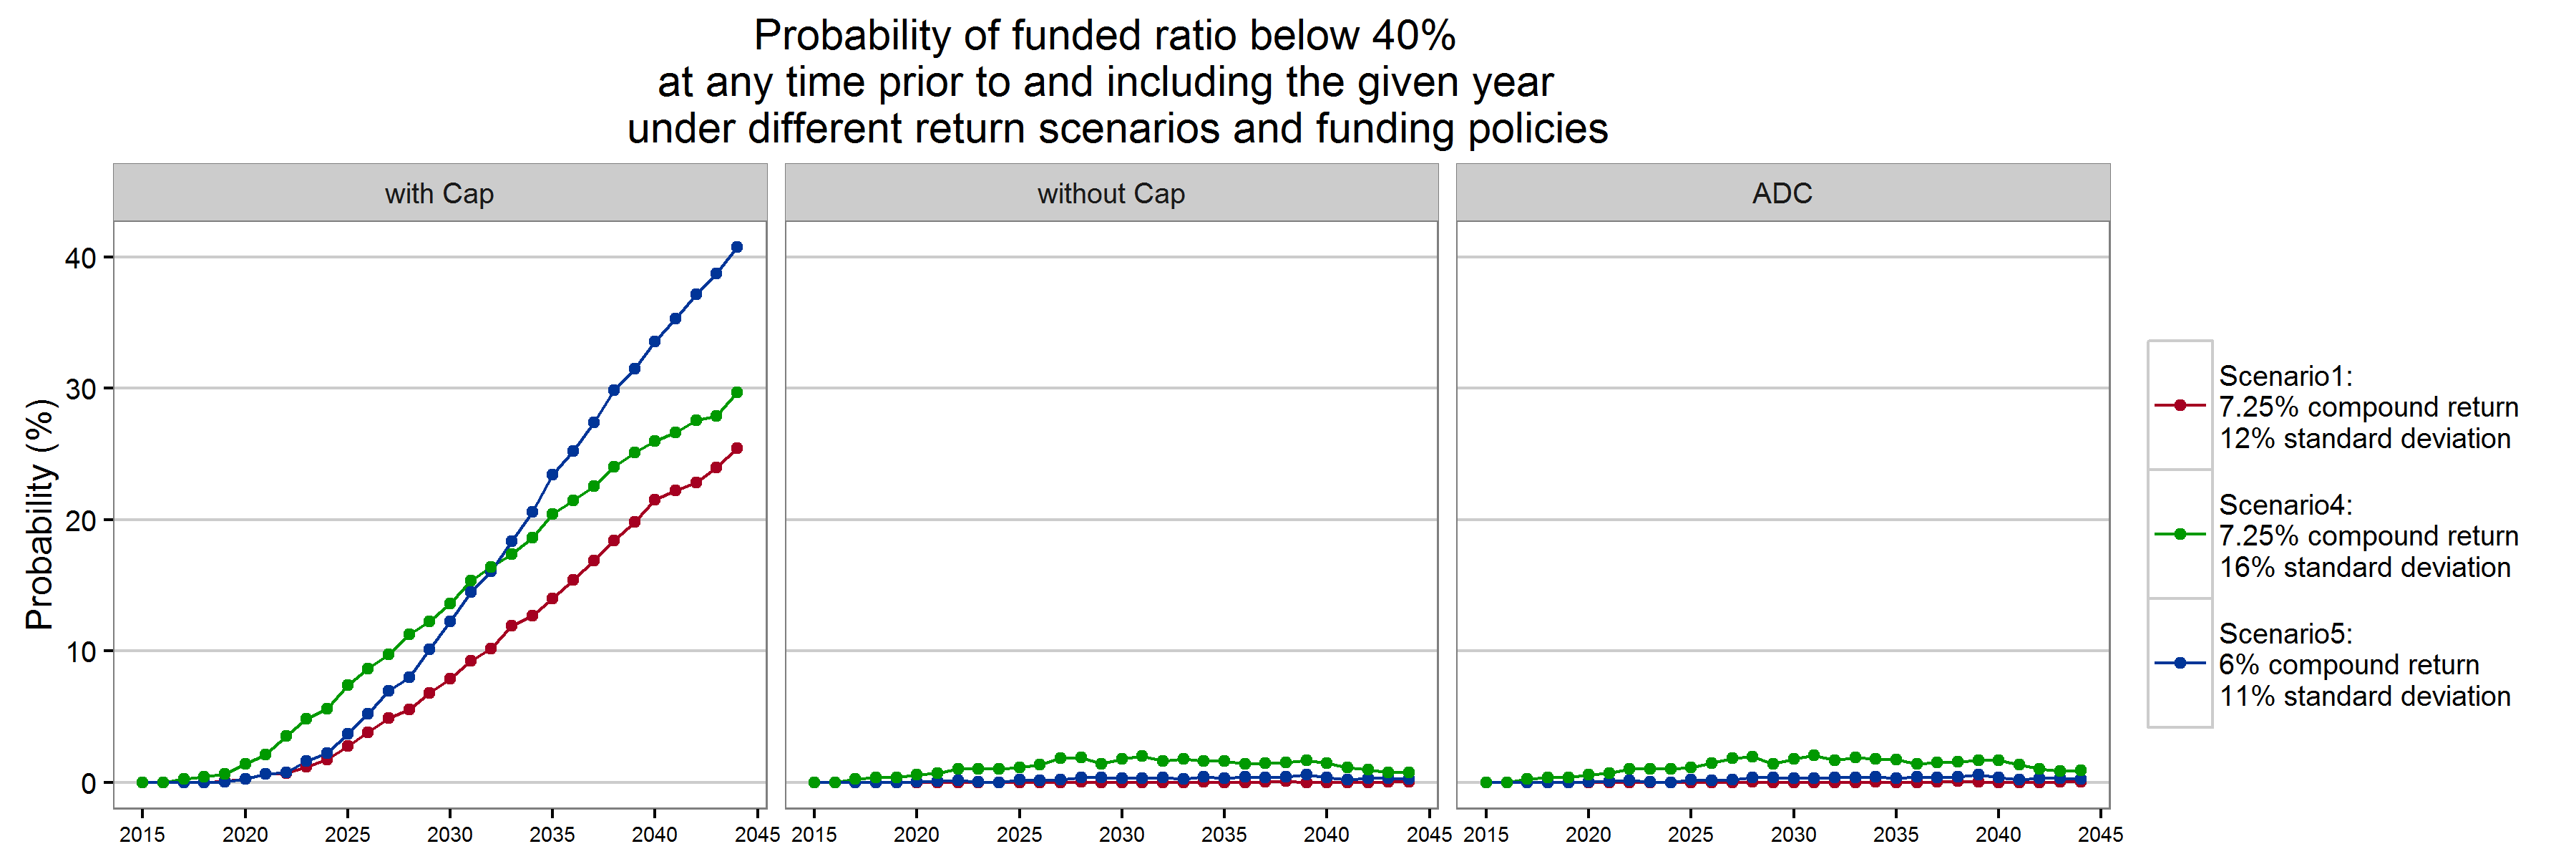 Probability of funded ratio below 40%
at any time prior to and including the given year
under different return scenarios and funding policies
with Cap
without Cap
ADC
Probability (%)
40
30
20
10
0
2015 2020 2025 2030 2035 2040 2045
2015 2020 2025 2030 2035 2040 2045
2015 2020 2025 2030 2035 2040 2045
Scenario1:
7.25% compound return
12% standard deviation
Scenario4:
7.25% compound return
16% standard deviation
Scenario5:
6% compound return
11% standard deviation